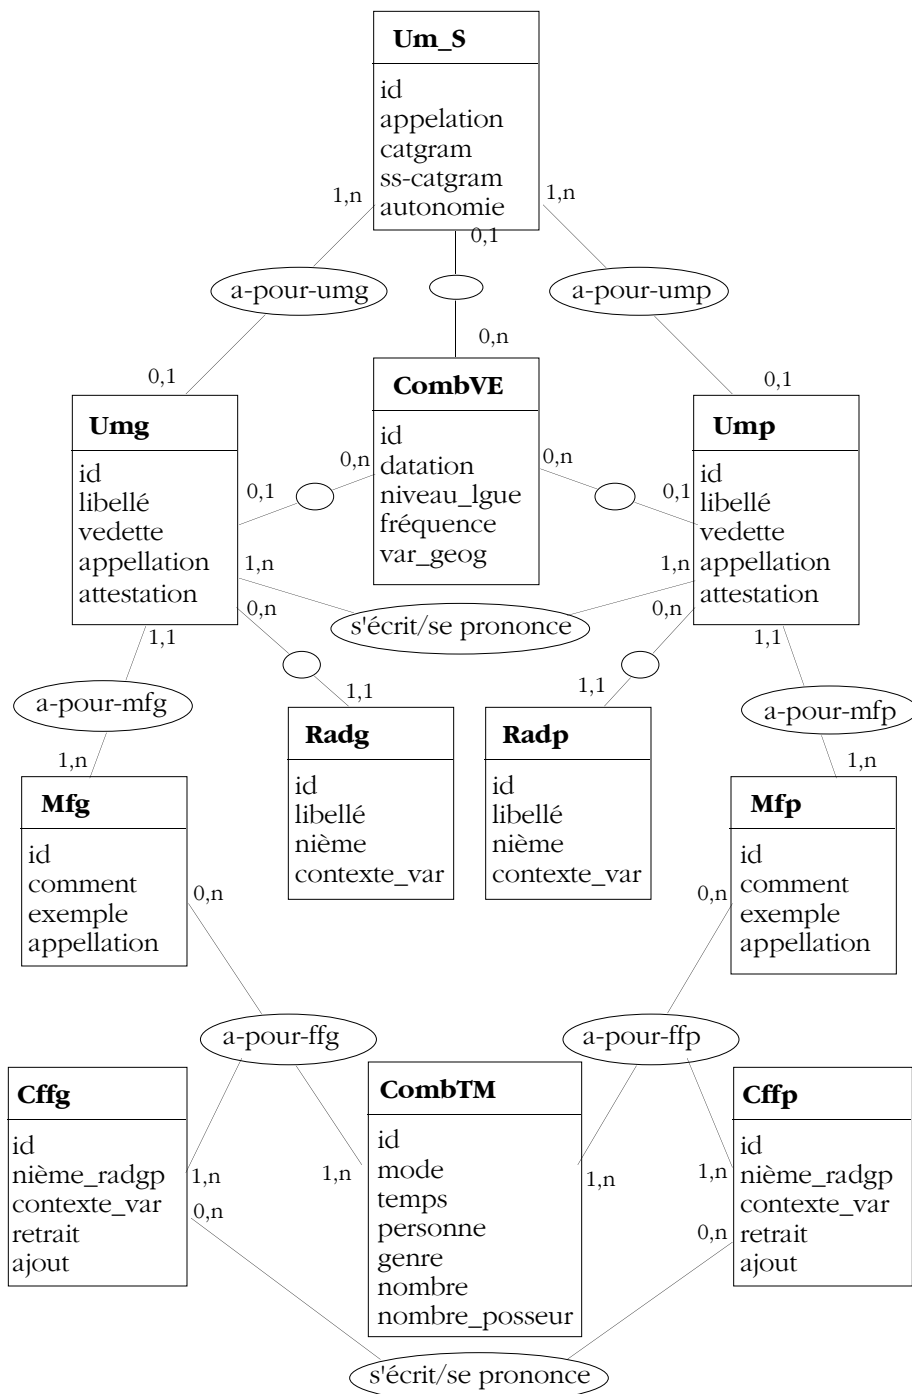 Um_S
id
appelation
catgram
ss-catgram
autonomie
1,n
1,n
0,1
a-pour-umg
a-pour-ump
0,n
0,1
0,1
CombVE
id
datation
niveau_lgue
fréquence
var_geog
Umg
id
libellé
vedette
appellation
attestation
Ump
id
libellé
vedette
appellation
attestation
0,n
0,n
0,1
0,1
1,n
1,n
s'écrit/se prononce
0,n
0,n
1,1
1,1
a-pour-mfg
a-pour-mfp
1,1
1,1
Radg
id
libellé
nième
contexte_var
Radp
id
libellé
nième
contexte_var
1,n
1,n
Mfg
id
comment
exemple
appellation
Mfp
id
comment
exemple
appellation
0,n
0,n
a-pour-ffg
a-pour-ffp
Cffg
id
nième_radgp
contexte_var
retrait
ajout
CombTM
id
mode
temps
personne
genre
nombre
nombre_posseur
Cffp
id
nième_radgp
contexte_var
retrait
ajout
1,n
1,n
1,n
1,n
0,n
0,n
s'écrit/se prononce